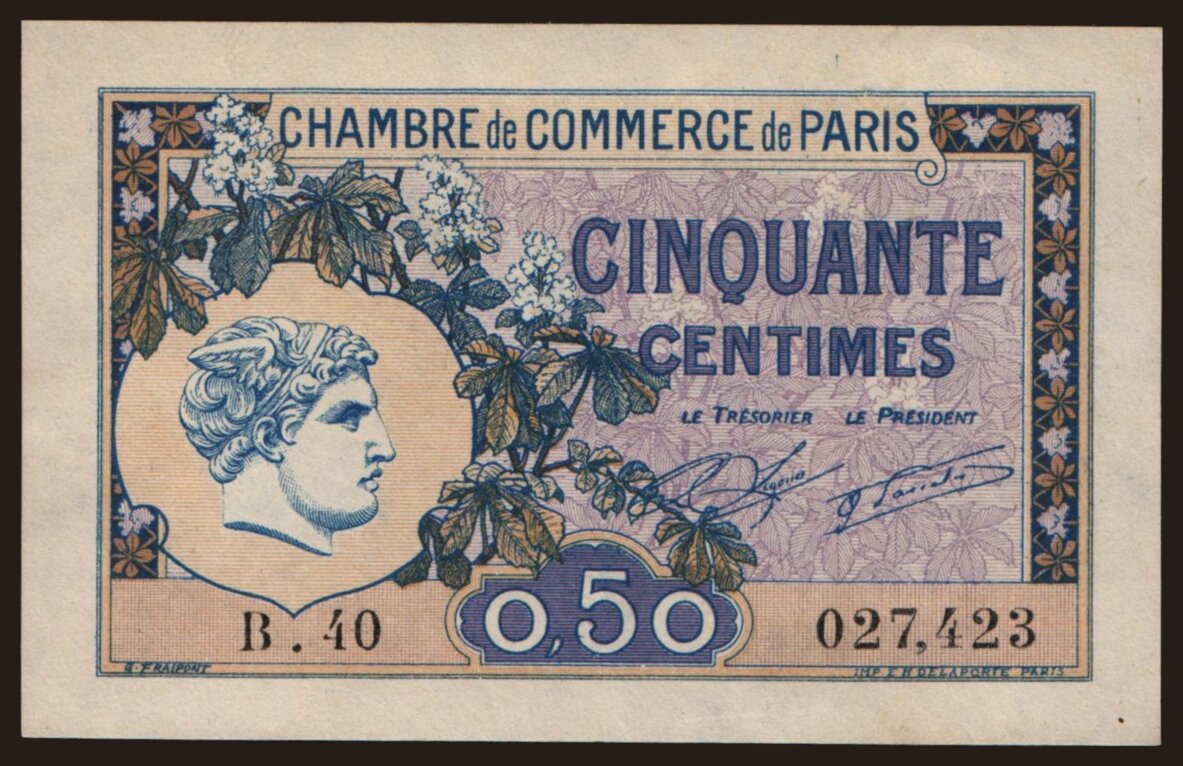 CHAMBRE de COMMERCE de PARIS
CINQUANTE
CENTIMES
LE TRÉSORIER LE PRÉSIDENT
B.40 0,50 027,423
G. FRAIPONT IMP E H DELAPORTE PARIS